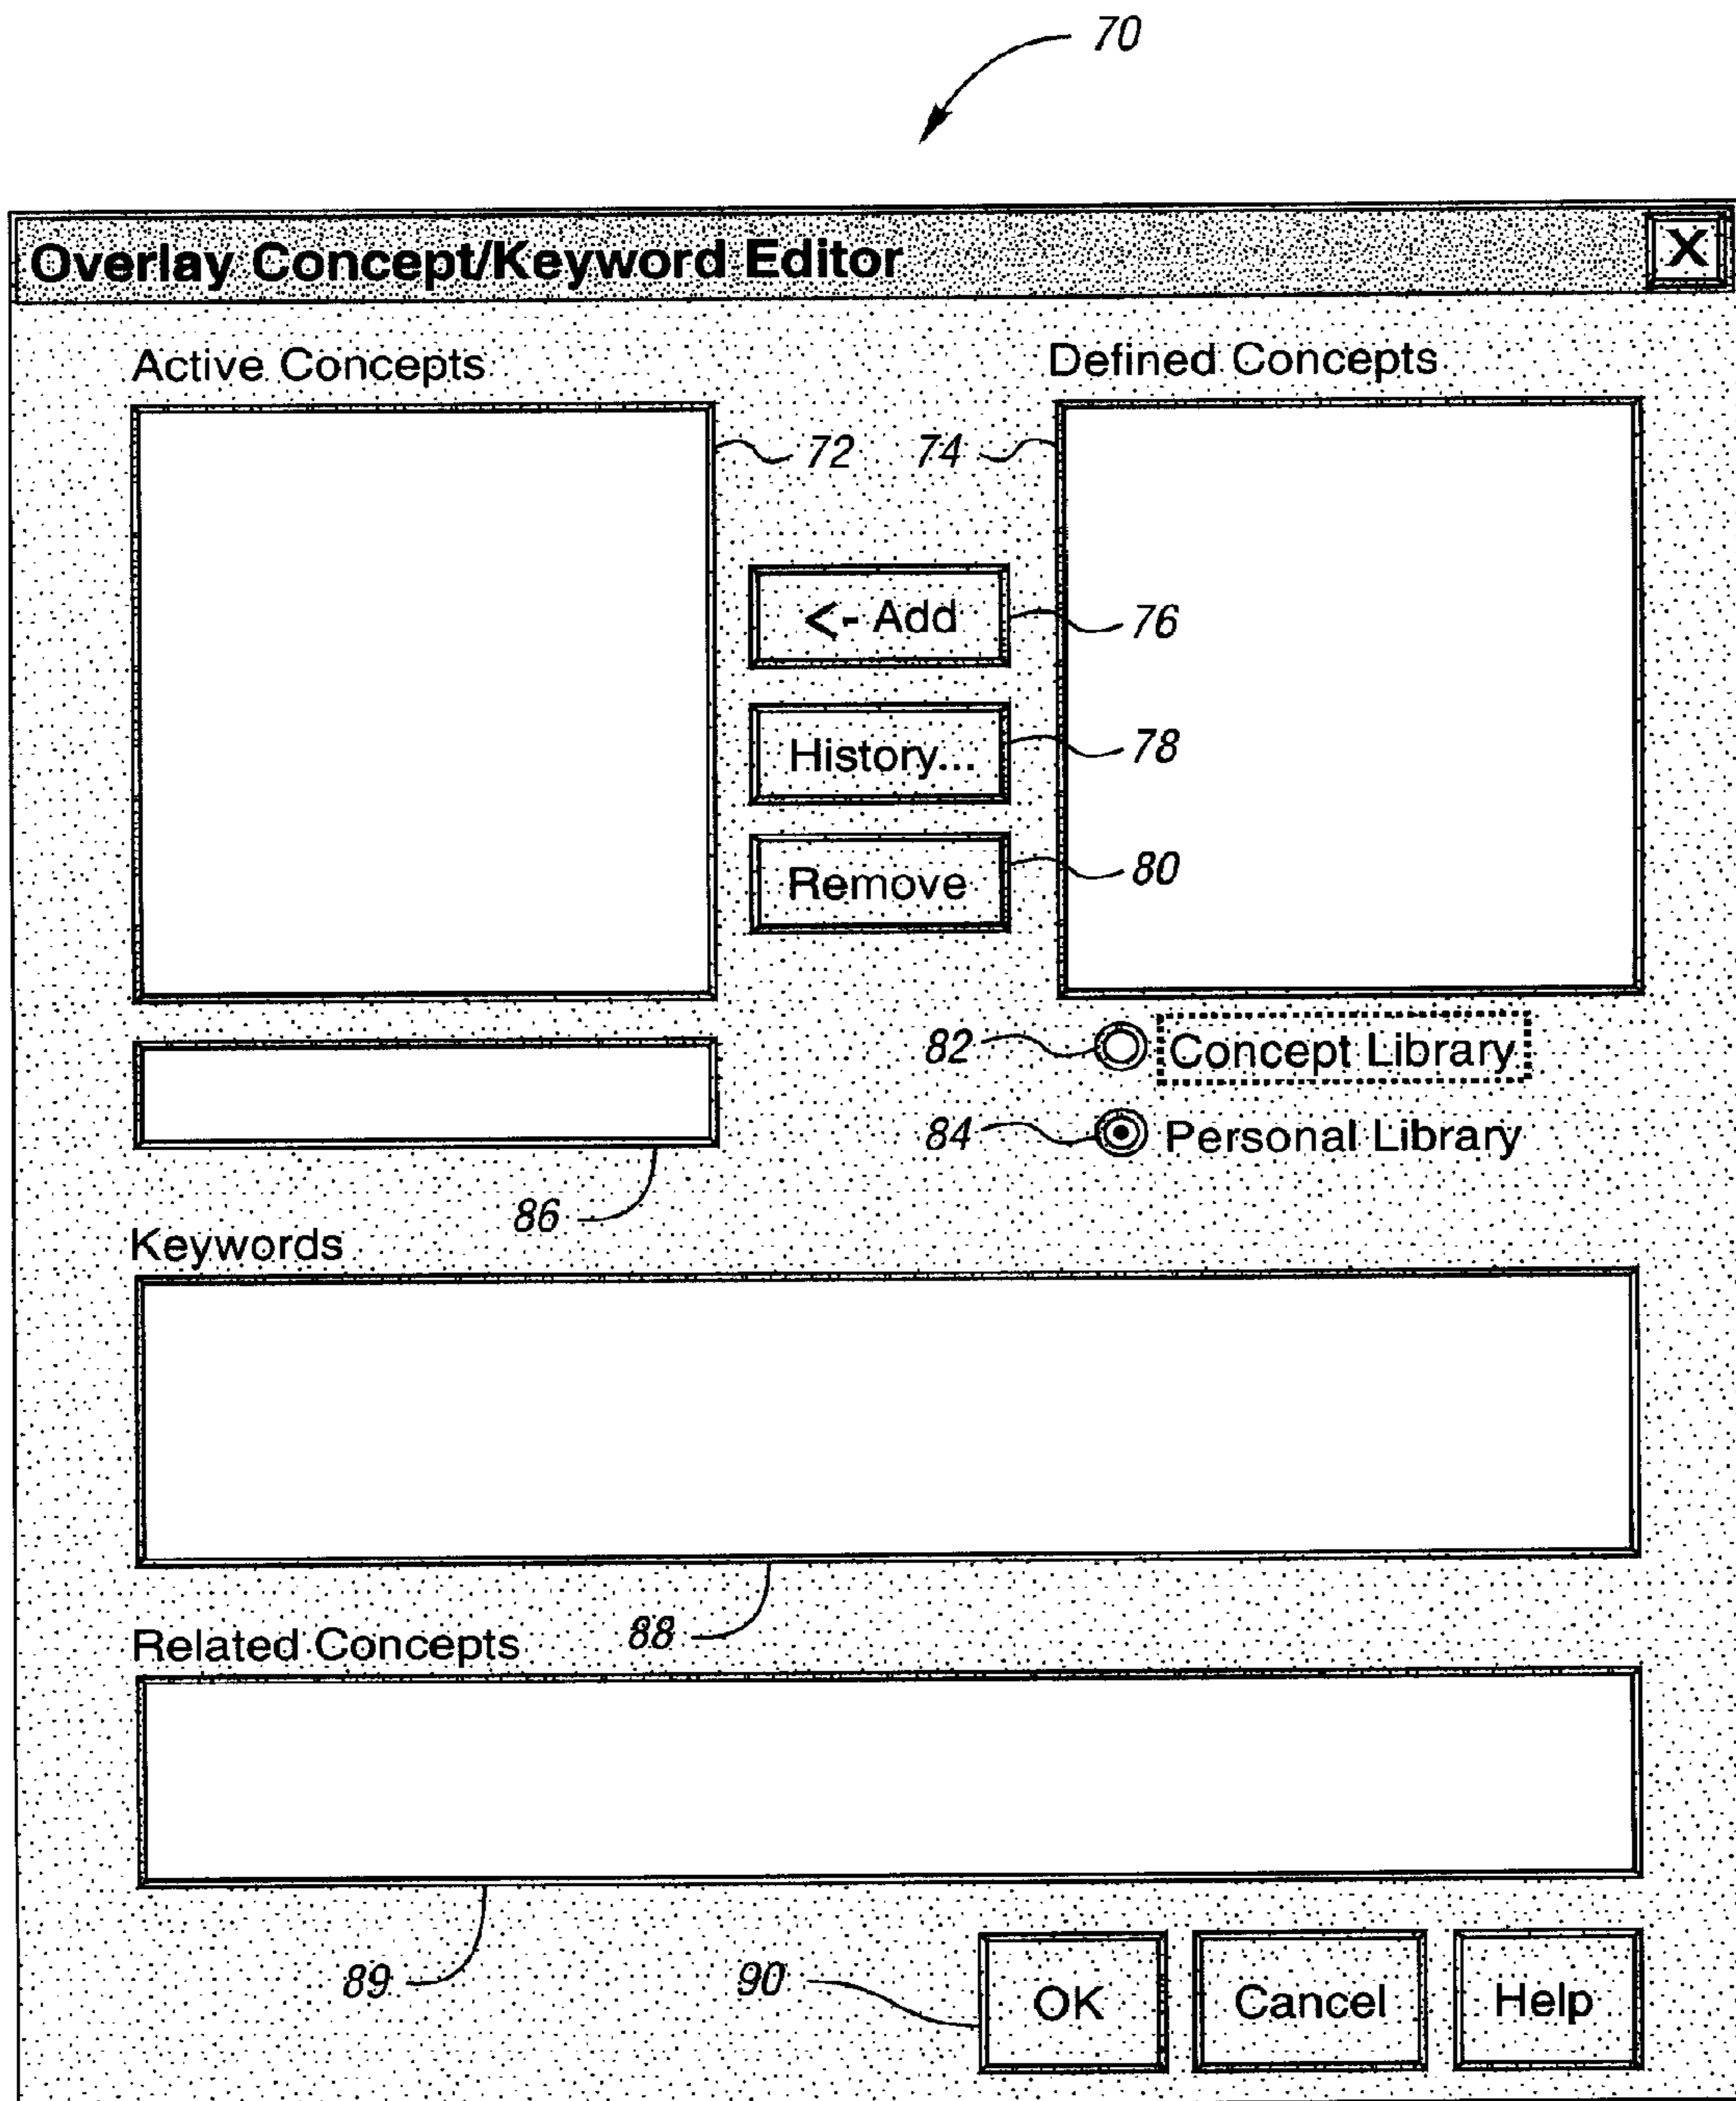 70
Overlay Concept/Keyword Editor X
Active Concepts Defined Concepts
72 74
<- Add 76
History... 78
Remove 80
82 Concept Library
84 Personal Library
86
Keywords
88
Related Concepts
89
90 OK Cancel Help